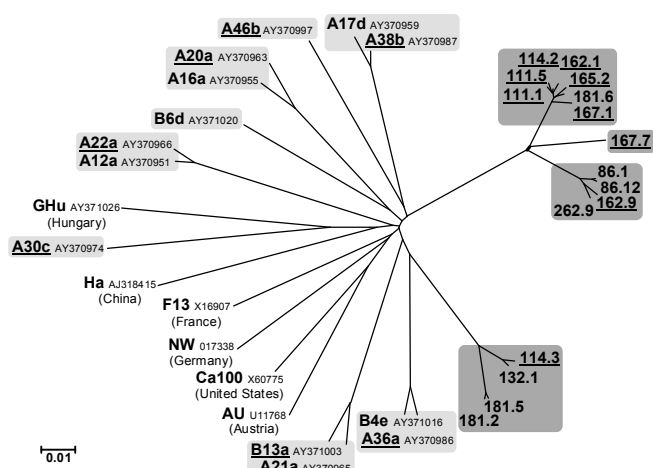 A46b AY370997
A17d AY370959
A38b AY370987
A20a AY370963
A16a AY370955
B6d AY371020
A22a AY370966
A12a AY370951
GHu AY371026
(Hungary)
A30c AY370974
Ha AJ318415
(China)
F13 X16907
(France)
NW 017338
(Germany)
Ca100 X60775
(United States)
AU U11768
(Austria)
B13a AY371003
A21a AY370965
B4e AY371016
A36a AY370986
114.2 162.1
111.5 165.2
111.1 181.6
167.1
167.7
86.1
86.12
162.9
262.9
114.3
132.1
181.5
181.2
0.01